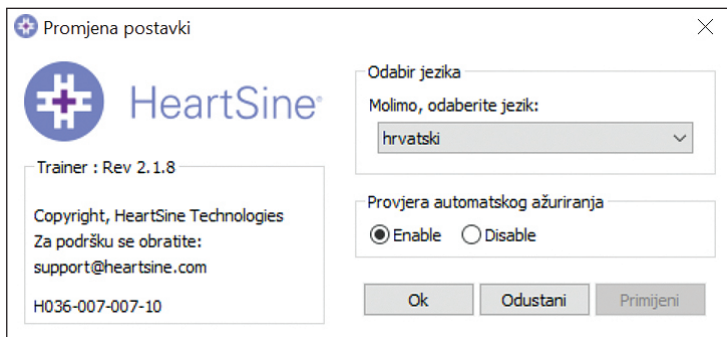 Promjena postavki
HeartSine®
Trainer : Rev 2.1.8
Copyright, HeartSine Technologies
Za podršku se obratite:
support@heartsine.com
H036-007-007-10
Odabir jezika
Molimo, odaberite jezik:
hrvatski
Provjera automatskog ažuriranja
Enable Disable
Ok Odustani Primijeni